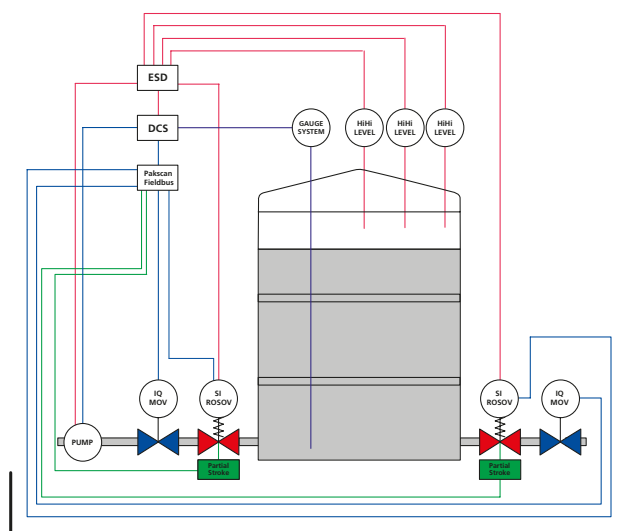 ESD
DCS
GAUGE
SYSTEM
HiHi
LEVEL
HiHi
LEVEL
HiHi
LEVEL
Pakscan
Fieldbus
IQ
MOV
SI
ROSOV
SI
ROSOV
IQ
MOV
PUMP
Partial
Stroke
Partial
Stroke